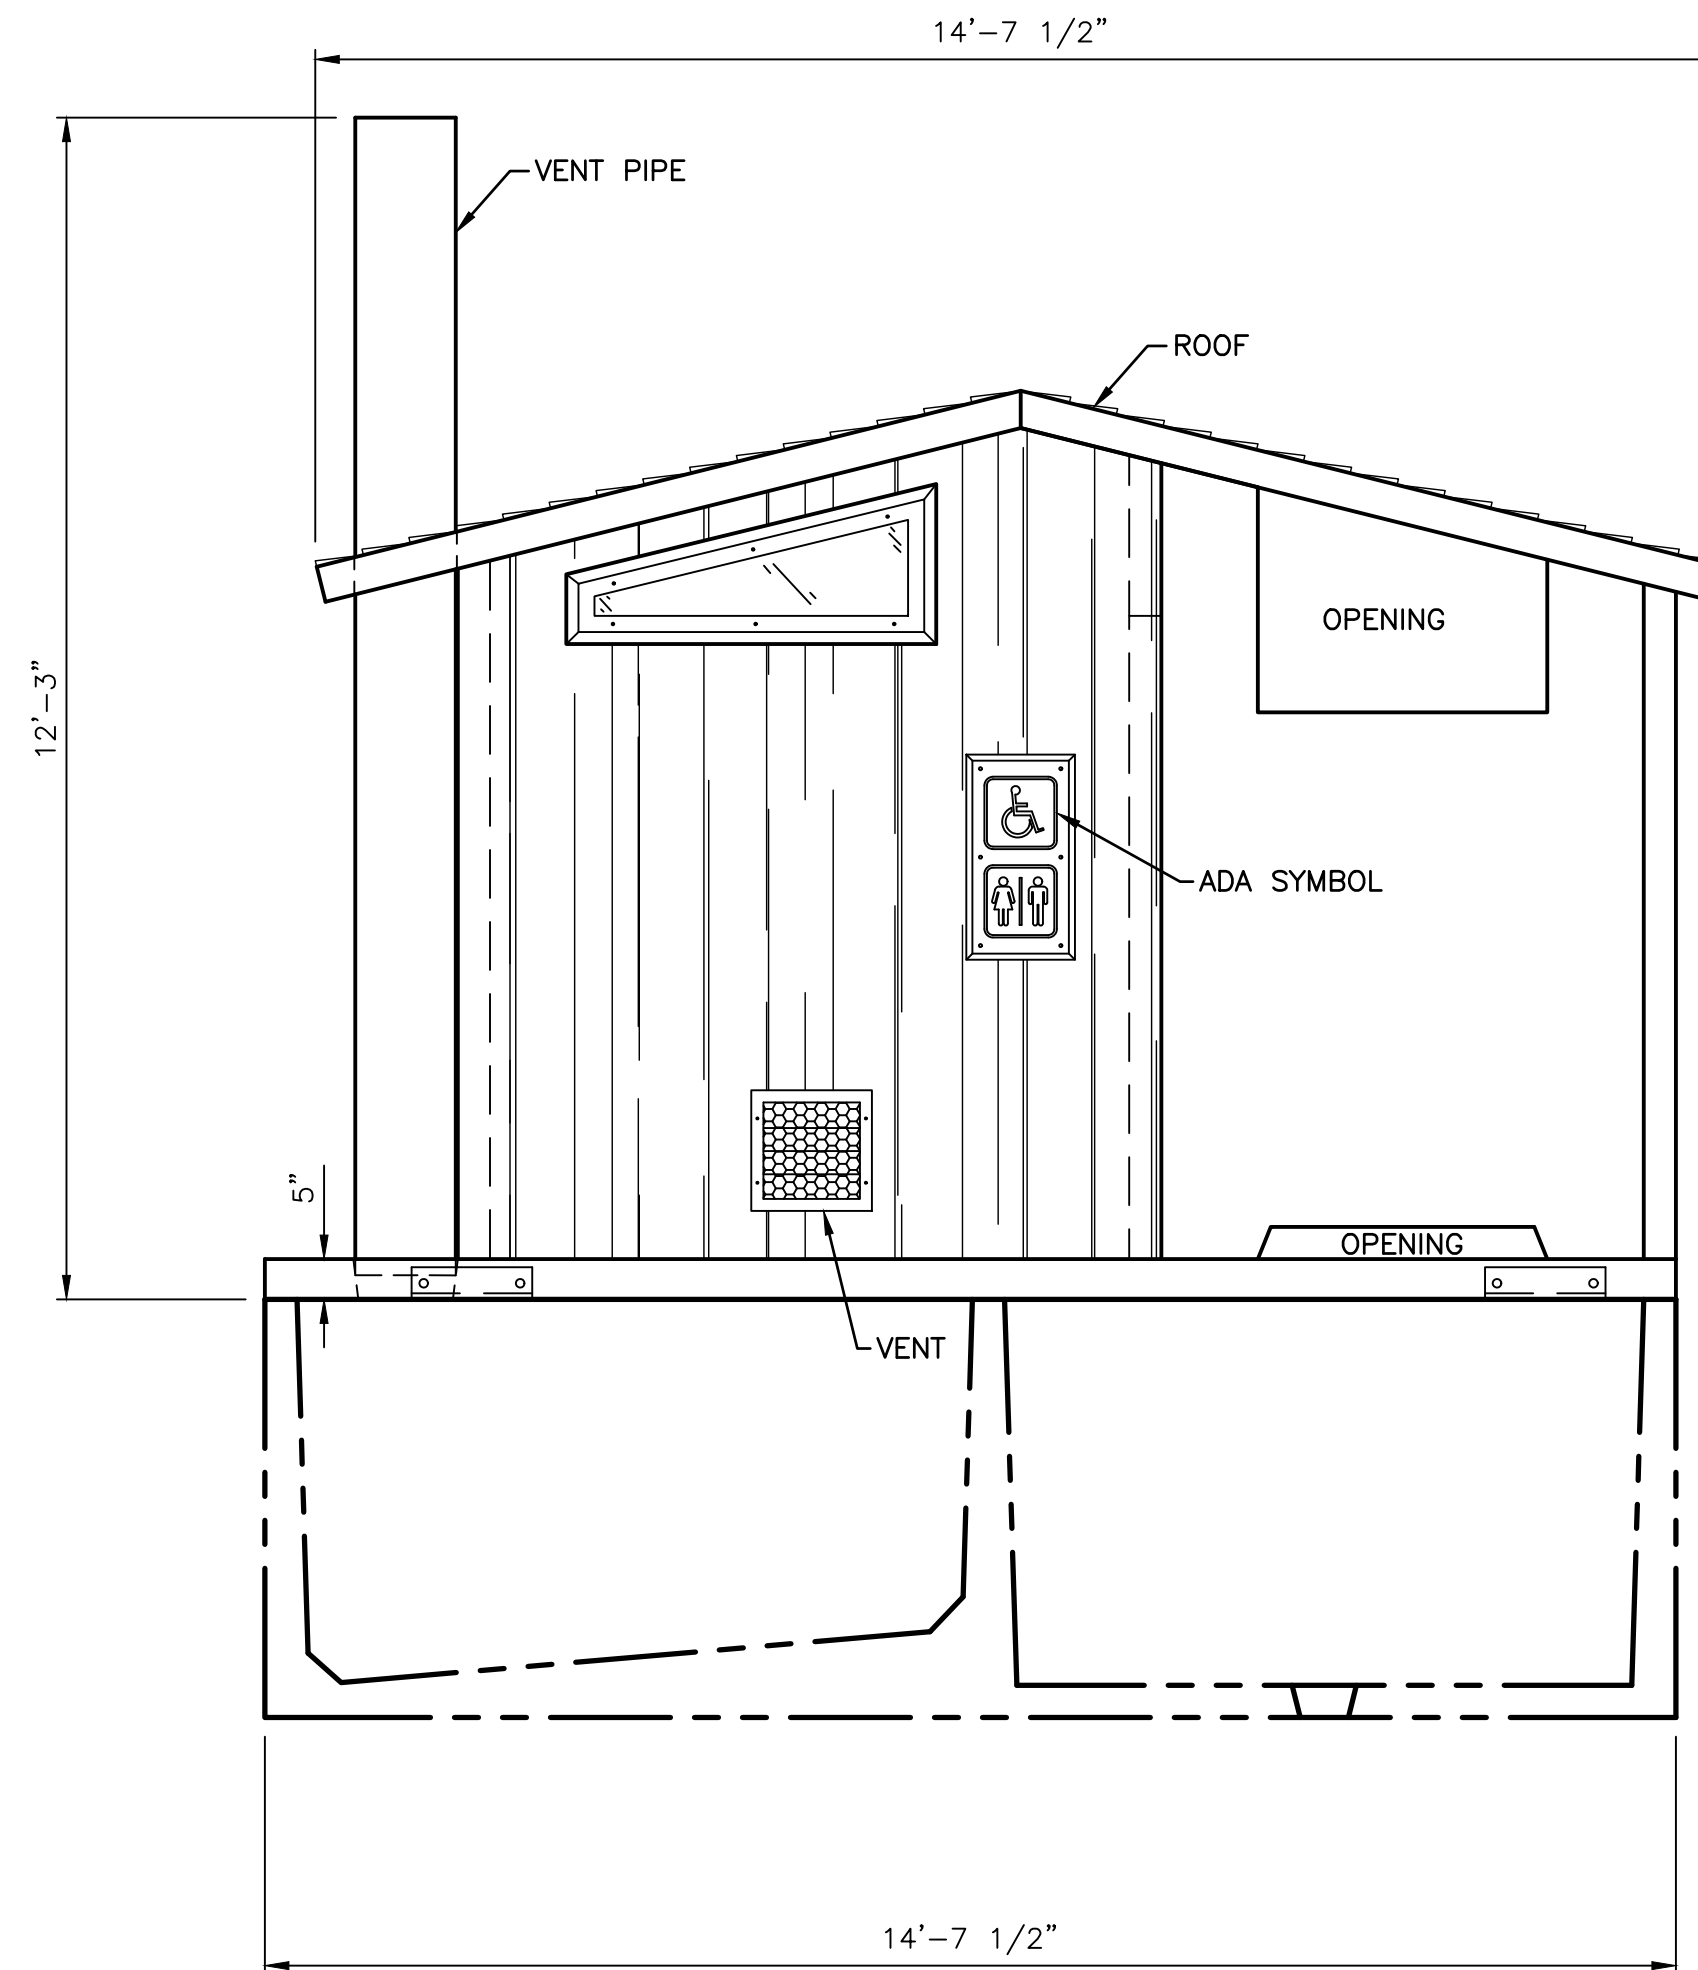 14'-7 1/2"
VENT PIPE
ROOF
OPENING
12'-3"
ADA SYMBOL
5"
OPENING
VENT
14'-7 1/2"